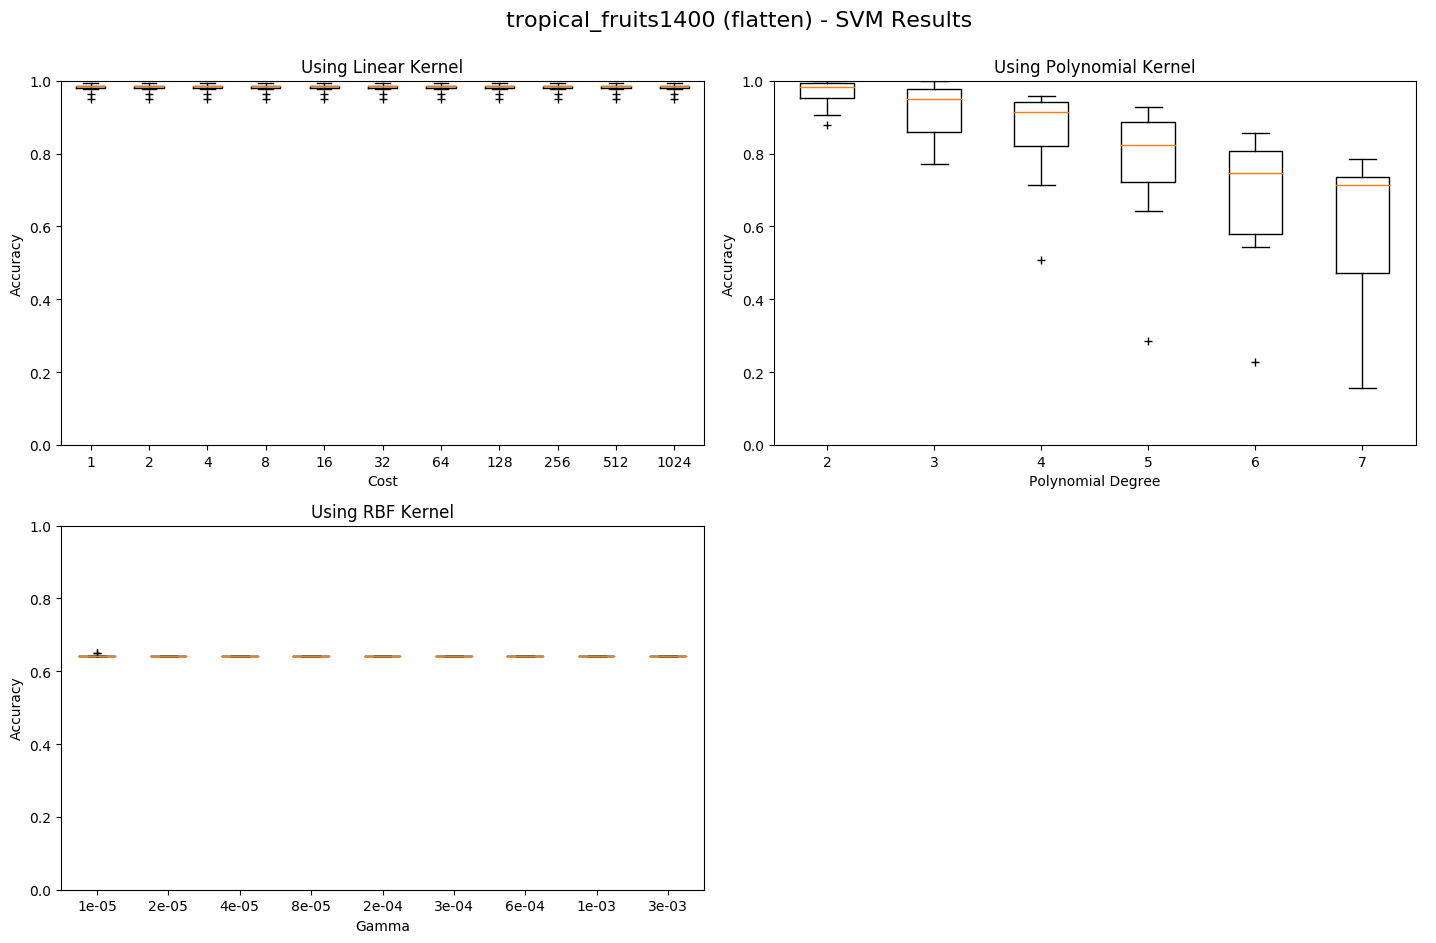 tropical_fruits1400 (flatten) - SVM Results
Using Linear Kernel
1.0
0.8
0.6
0.4
0.2
0.0
Accuracy
1 2 4 8 16 32 64 128 256 512 1024
Cost
Using Polynomial Kernel
1.0
0.8
0.6
0.4
0.2
0.0
Accuracy
2 3 4 5 6 7
Polynomial Degree
Using RBF Kernel
1.0
0.8
0.6
0.4
0.2
0.0
Accuracy
1e-05 2e-05 4e-05 8e-05 2e-04 3e-04 6e-04 1e-03 3e-03
Gamma